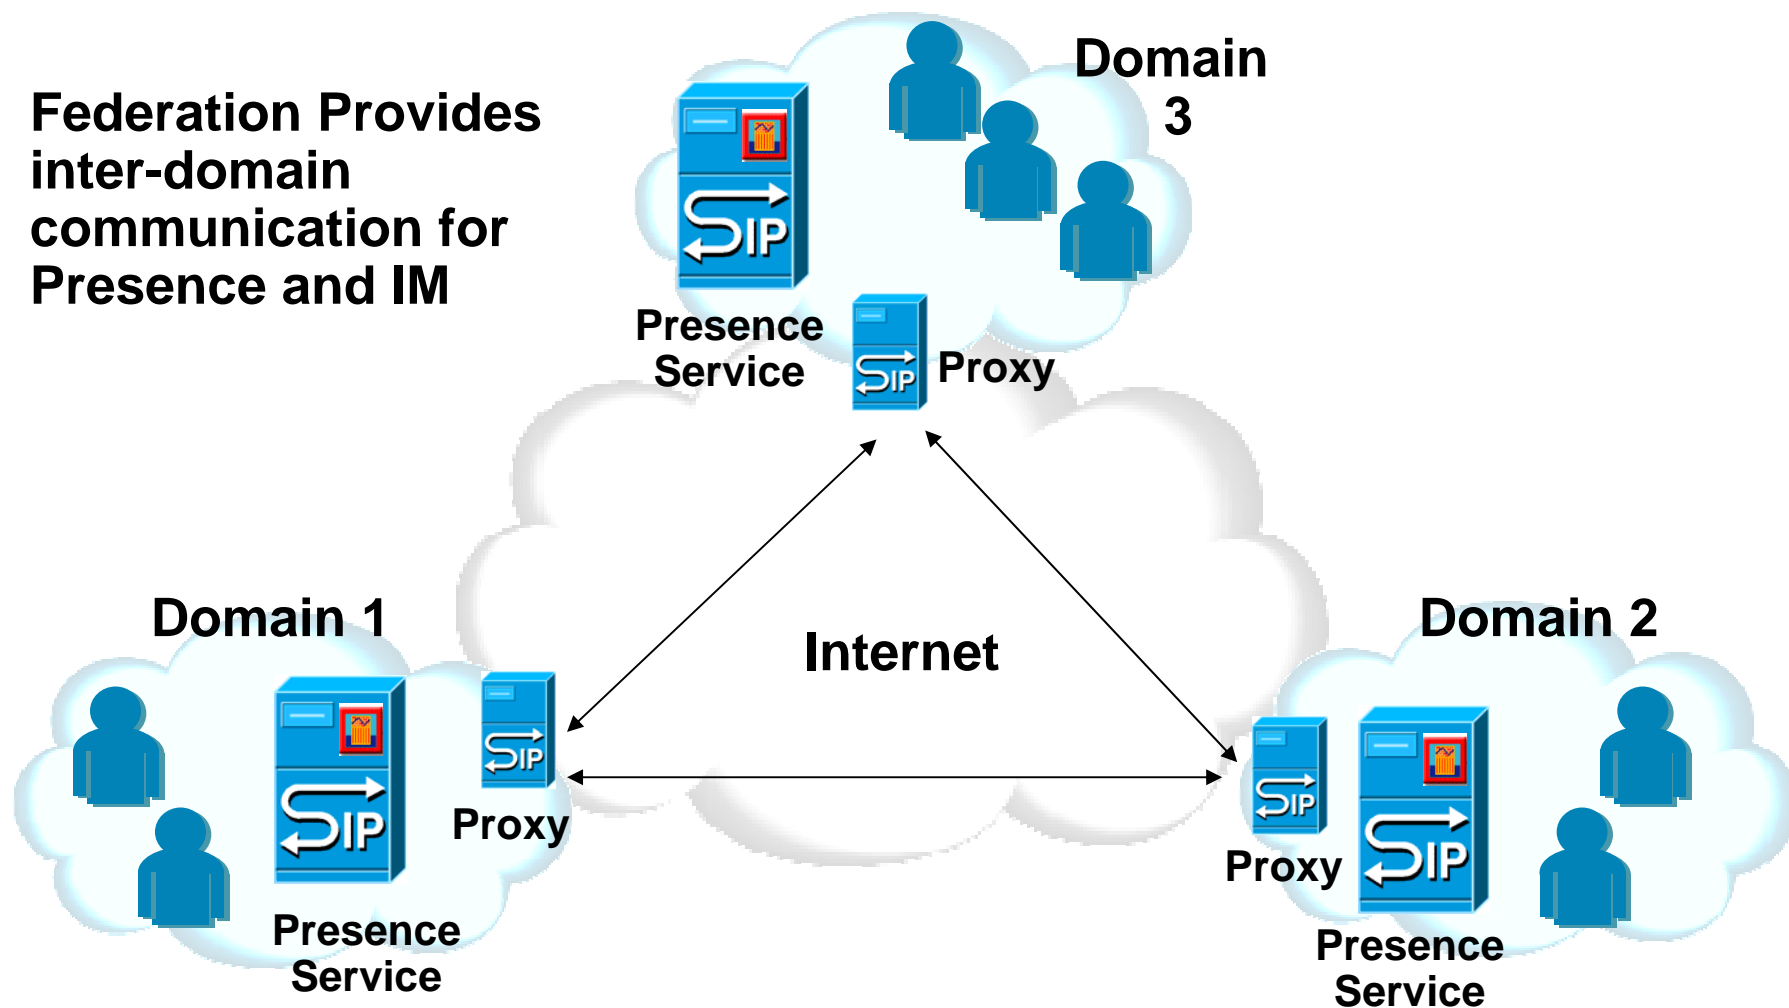 Federation Provides
inter-domain
communication for
Presence and IM
Domain
3
SIP
Presence
Service
SIP
Proxy
Internet
Domain 1
SIP
Presence
Service
SIP
Proxy
Domain 2
SIP
Proxy
SIP
Presence
Service